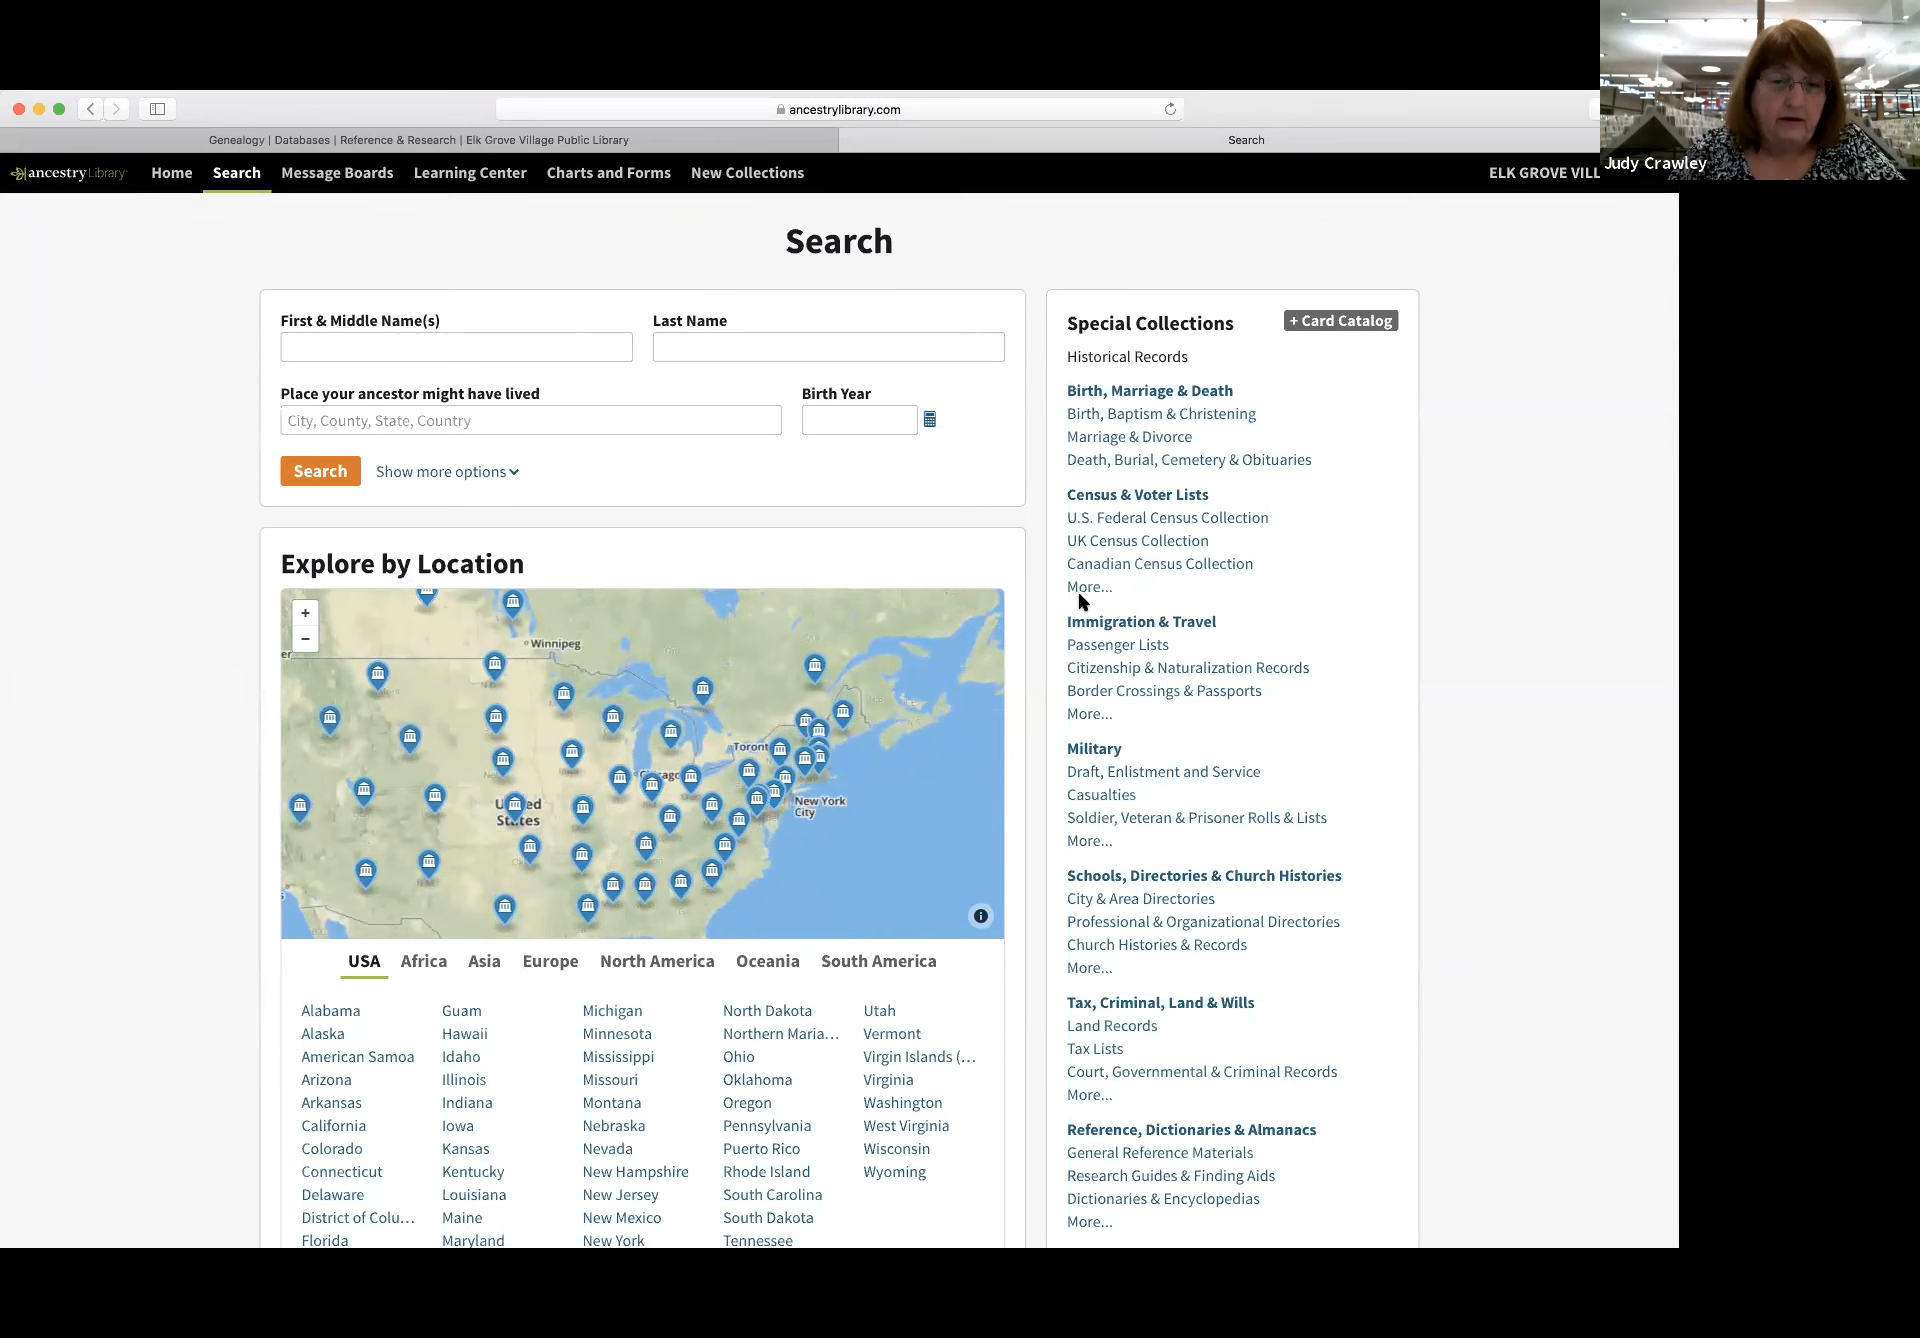 ancestrylibrary.com
Genealogy | Databases | Reference & Research | Elk Grove Village Public Library
Search
Judy Crawley
ancestryLibrary
Home
Search
Message Boards
Learning Center
Charts and Forms
New Collections
ELK GROVE VILL
Search
First & Middle Name(s)
Last Name
Place your ancestor might have lived
Birth Year
City, County, State, Country
Search
Show more options
Explore by Location
+
−
Winnipeg
Toront
Chicago
New York
City
United
States
USA
Africa
Asia
Europe
North America
Oceania
South America
Alabama
Alaska
American Samoa
Arizona
Arkansas
California
Colorado
Connecticut
Delaware
District of Colu...
Florida
Guam
Hawaii
Idaho
Illinois
Indiana
Iowa
Kansas
Kentucky
Louisiana
Maine
Maryland
Michigan
Minnesota
Mississippi
Missouri
Montana
Nebraska
Nevada
New Hampshire
New Jersey
New Mexico
New York
North Dakota
Northern Maria...
Ohio
Oklahoma
Oregon
Pennsylvania
Puerto Rico
Rhode Island
South Carolina
South Dakota
Tennessee
Utah
Vermont
Virgin Islands (...
Virginia
Washington
West Virginia
Wisconsin
Wyoming
Special Collections
+ Card Catalog
Historical Records
Birth, Marriage & Death
Birth, Baptism & Christening
Marriage & Divorce
Death, Burial, Cemetery & Obituaries
Census & Voter Lists
U.S. Federal Census Collection
UK Census Collection
Canadian Census Collection
More...
Immigration & Travel
Passenger Lists
Citizenship & Naturalization Records
Border Crossings & Passports
More...
Military
Draft, Enlistment and Service
Casualties
Soldier, Veteran & Prisoner Rolls & Lists
More...
Schools, Directories & Church Histories
City & Area Directories
Professional & Organizational Directories
Church Histories & Records
More...
Tax, Criminal, Land & Wills
Land Records
Tax Lists
Court, Governmental & Criminal Records
More...
Reference, Dictionaries & Almanacs
General Reference Materials
Research Guides & Finding Aids
Dictionaries & Encyclopedias
More...